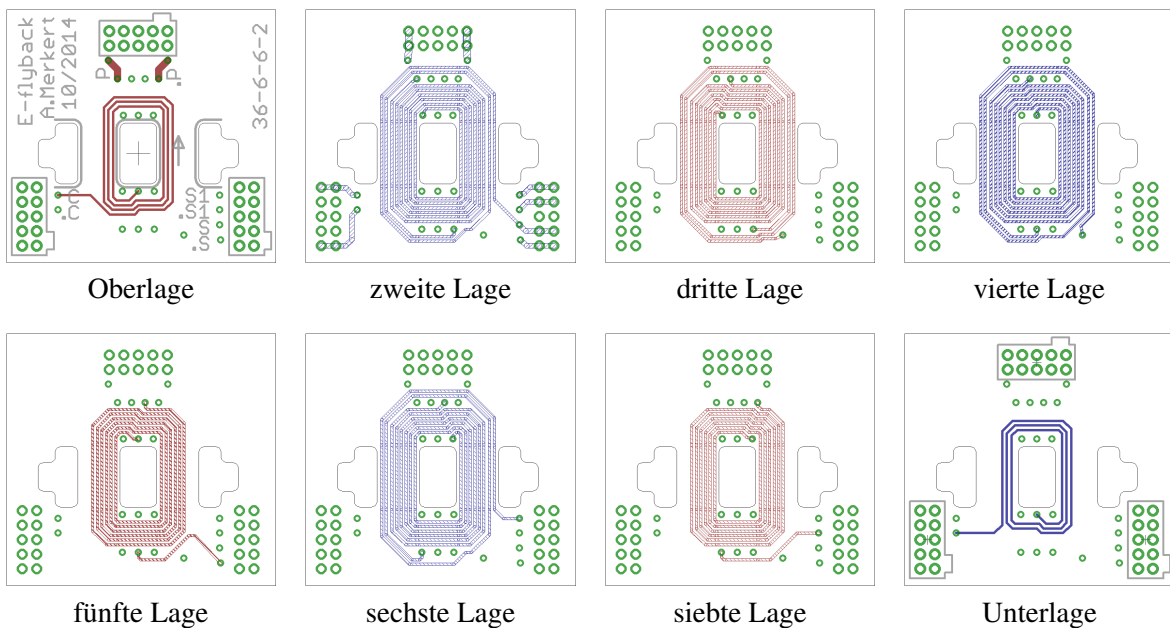 E-flyback
A.Merkert
10/2014
36-6-6-2
P
.P
S1
S1
Oberlage
zweite Lage
dritte Lage
vierte Lage
fünfte Lage
sechste Lage
siebte Lage
Unterlage